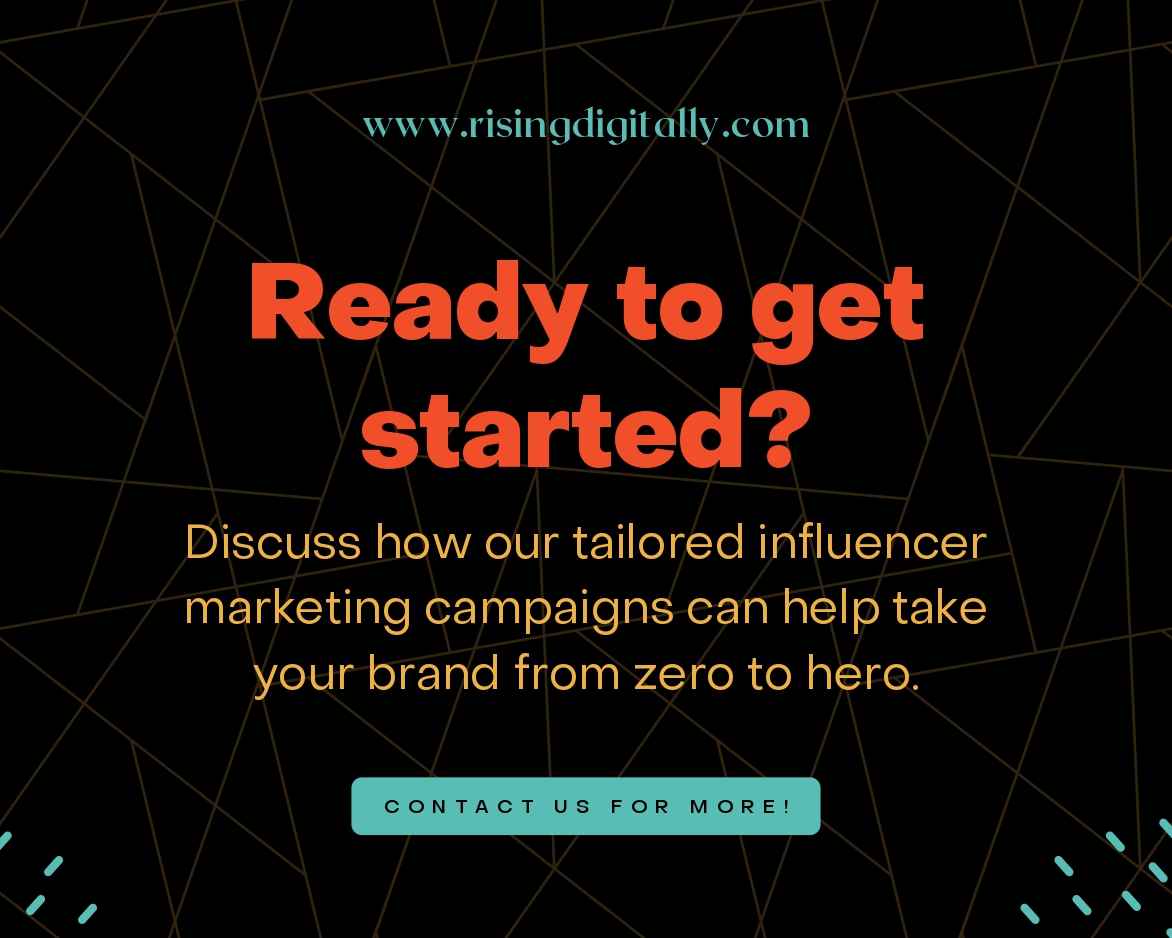 www.risingdigitally.com
Ready to get
started?
Discuss how our tailored influencer
marketing campaigns can help take
your brand from zero to hero.
CONTACT US FOR MORE!